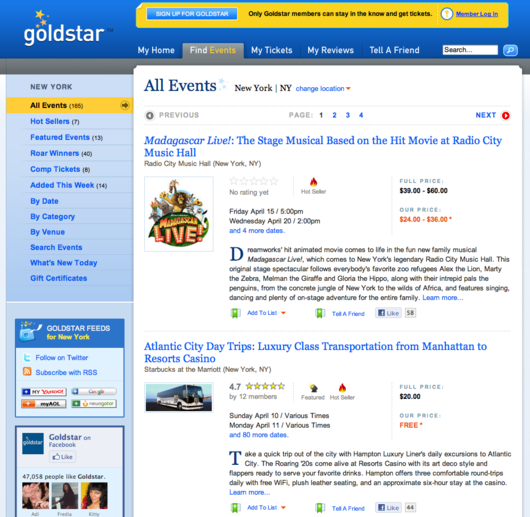 SIGN UP FOR GOLDSTAR
Only Goldstar members can stay in the know and get tickets.
Member Log in
goldstar
My Home
Find Events
My Tickets
My Reviews
Tell A Friend
Search...
NEW YORK
All Events (165)
Hot Sellers (7)
Featured Events (13)
Roar Winners (40)
Comp Tickets (8)
Added This Week (14)
By Date
By Category
By Venue
Search Events
What's New Today
Gift Certificates
GOLDSTAR FEEDS
for New York
Follow on Twitter
Subscribe with RSS
MY YAHOO!
Google
myAOL
newsgator
goldstar
Goldstar on
Facebook
Like
47,058 people like Goldstar.
Adi
Fredia
Kitty
All Events
New York | NY
change location
PREVIOUS
PAGE: 1 2 3 4
NEXT
Madagascar Live!: The Stage Musical Based on the Hit Movie at Radio City
Music Hall
Radio City Music Hall (New York, NY)
MADAGASCAR
LIVE!
No rating yet
Hot Seller
Friday April 15 / 5:00pm
Wednesday April 20 / 2:00pm
and 4 more dates.
FULL PRICE:
$39.00 - $60.00
OUR PRICE:
$24.00 - $36.00 *
Dreamworks' hit animated movie comes to life in the fun new family musical
Madagascar Live!, which comes to New York's legendary Radio City Music Hall. This
original stage spectacular follows everybody's favorite zoo refugees Alex the Lion, Marty
the Zebra, Melman the Giraffe and Gloria the Hippo, along with their intrepid pals the
penguins, from the concrete jungle of New York to the wilds of Africa, and features singing,
dancing and plenty of on-stage adventure for the entire family. Learn more...
Add To List
Tell A Friend
Like
58
Atlantic City Day Trips: Luxury Class Transportation from Manhattan to
Resorts Casino
Starbucks at the Marriott (New York, NY)
4.7
by 12 members
Featured
Hot Seller
Sunday April 10 / Various Times
Monday April 11 / Various Times
and 80 more dates.
FULL PRICE:
$20.00
OUR PRICE:
FREE *
Take a quick trip out of the city with Hampton Luxury Liner's daily excursions to Atlantic
City. The Roaring '20s come alive at Resorts Casino with its art deco style and
flappers ready to serve your favorite drinks. Hampton offers three comfortable round-trips
daily with free WiFi, plush leather seating, and an approximate six-hour stay at the casino.
Learn more...
Add To List
Tell A Friend
Like
44